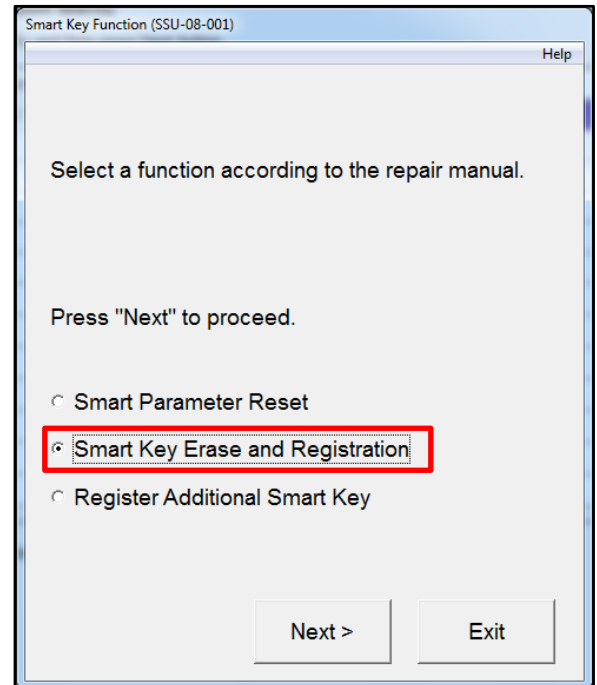 Smart Key Function (SSU-08-001)
Help
Select a function according to the repair manual.
Press "Next" to proceed.
Smart Parameter Reset
Smart Key Erase and Registration
Register Additional Smart Key
Next >
Exit